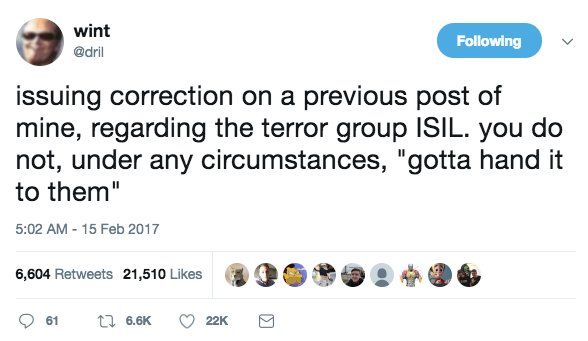 wint
@dril
Following
issuing correction on a previous post of
mine, regarding the terror group ISIL. you do
not, under any circumstances, "gotta hand it
to them"
5:02 AM - 15 Feb 2017
6,604 Retweets 21,510 Likes
61 6.6K 22K